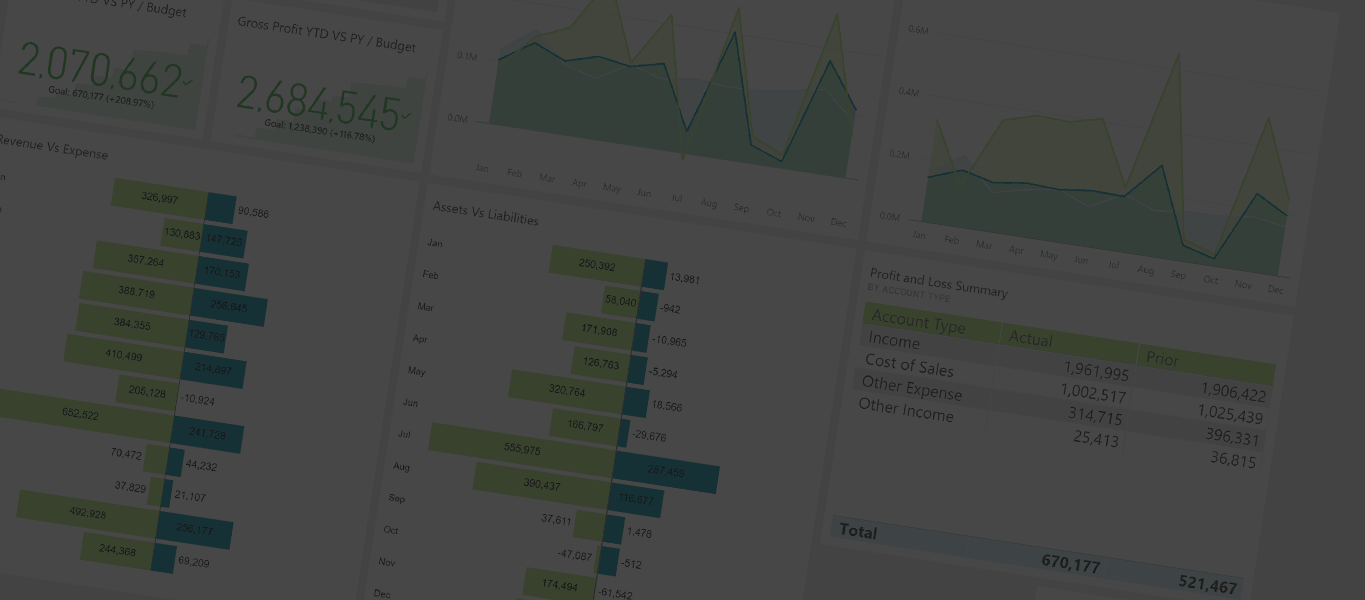 TD VS PY / Budget
2,070,662
Goal: 670,177 (+208.97%)
Gross Profit YTD VS PY / Budget
2,684,545
Goal: 1,238,390 (+116.78%)
0.1M
0.0M
Jan Feb Mar Apr May Jun Jul Aug Sep Oct Nov Dec
0.6M
0.4M
0.2M
0.0M
Jan Feb Mar Apr May Jun Jul Aug Sep Oct Nov Dec
Revenue Vs Expense
326,997 90,586
130,883 147,725
357,264 170,153
388,719 256,645
384,355 129,763
410,499 214,897
205,128 -10,924
652,522 241,728
70,472 44,232
37,829 21,107
492,928 256,177
244,368 69,209
Assets Vs Liabilities
Jan 250,392 13,981
Feb 58,040 -942
Mar 171,908 -10,965
Apr 126,763 -5,294
May 320,764 18,566
Jun 166,797 -29,676
Jul 555,975 287,459
Aug 390,437 116,677
Sep 37,611 1,478
Oct -47,087 -512
Nov 174,494 -61,542
Dec
Profit and Loss Summary
BY ACCOUNT TYPE
Account Type Actual Prior
Income 1,961,995 1,906,422
Cost of Sales 1,002,517 1,025,439
Other Expense 314,715 396,331
Other Income 25,413 36,815
Total 670,177 521,467